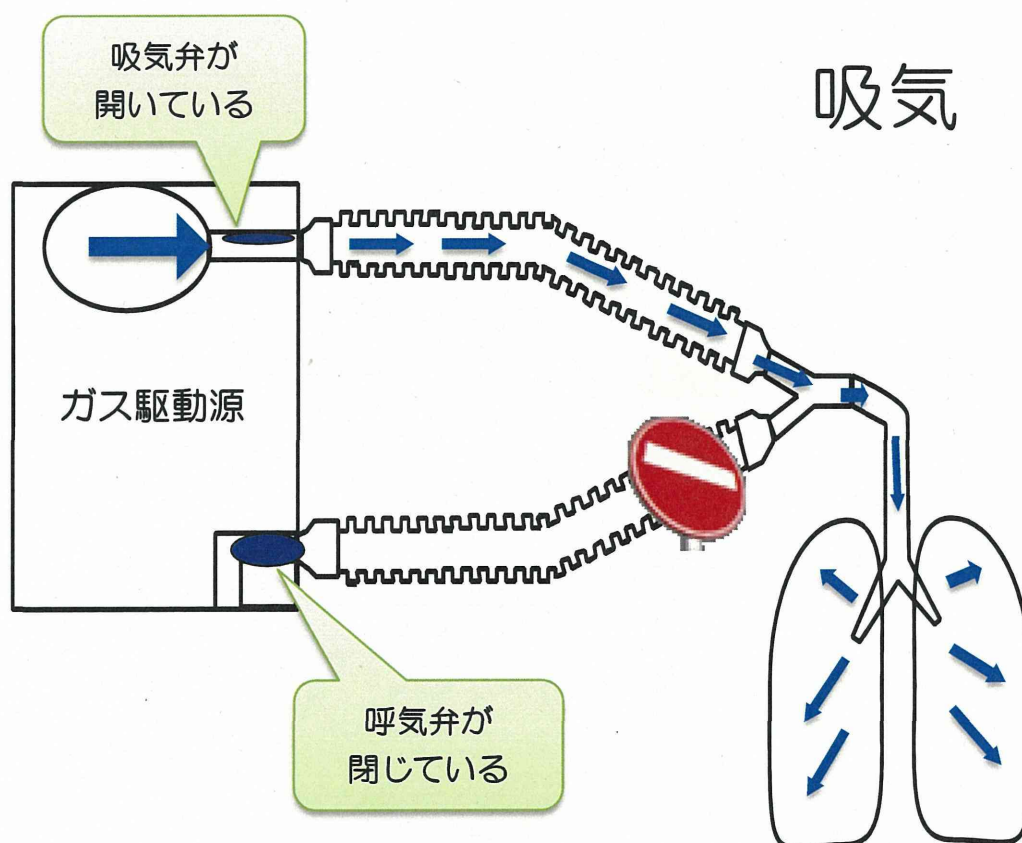 吸気弁が
開いている
吸気
ガス駆動源
呼気弁が
閉じている